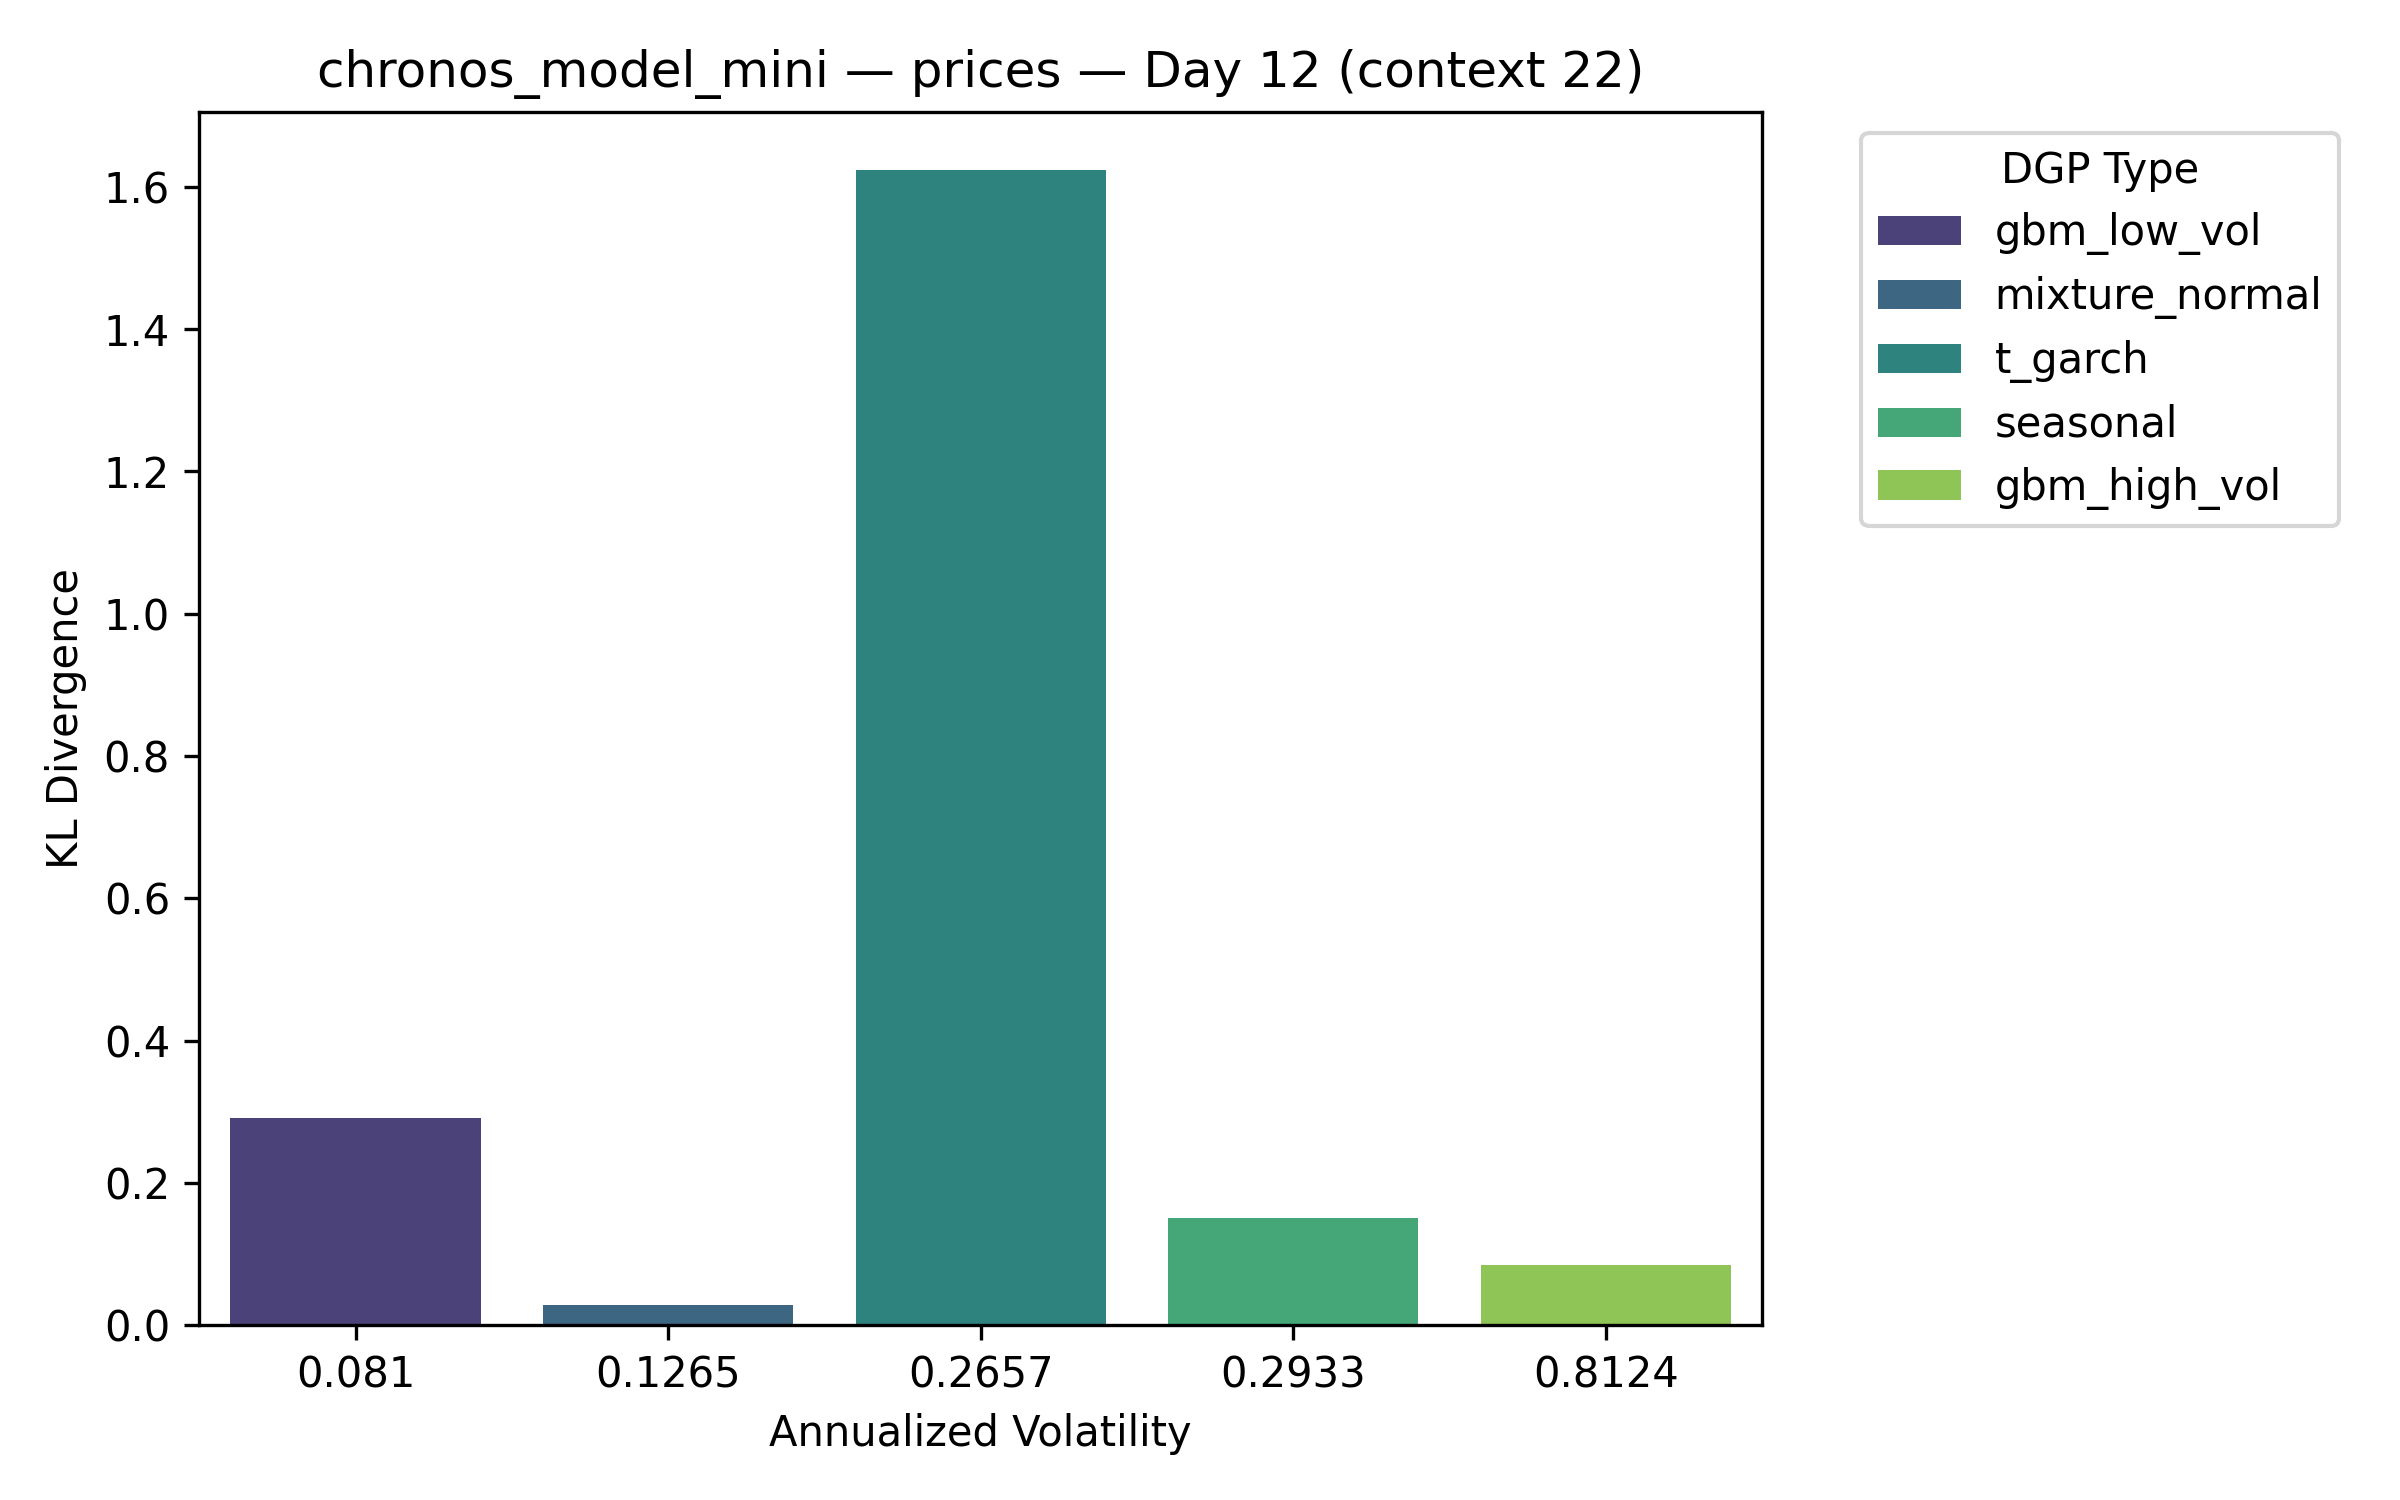 chronos_model_mini — prices — Day 12 (context 22)
KL Divergence
1.6
1.4
1.2
1.0
0.8
0.6
0.4
0.2
0.0
0.081 0.1265 0.2657 0.2933 0.8124
Annualized Volatility
DGP Type
gbm_low_vol
mixture_normal
t_garch
seasonal
gbm_high_vol